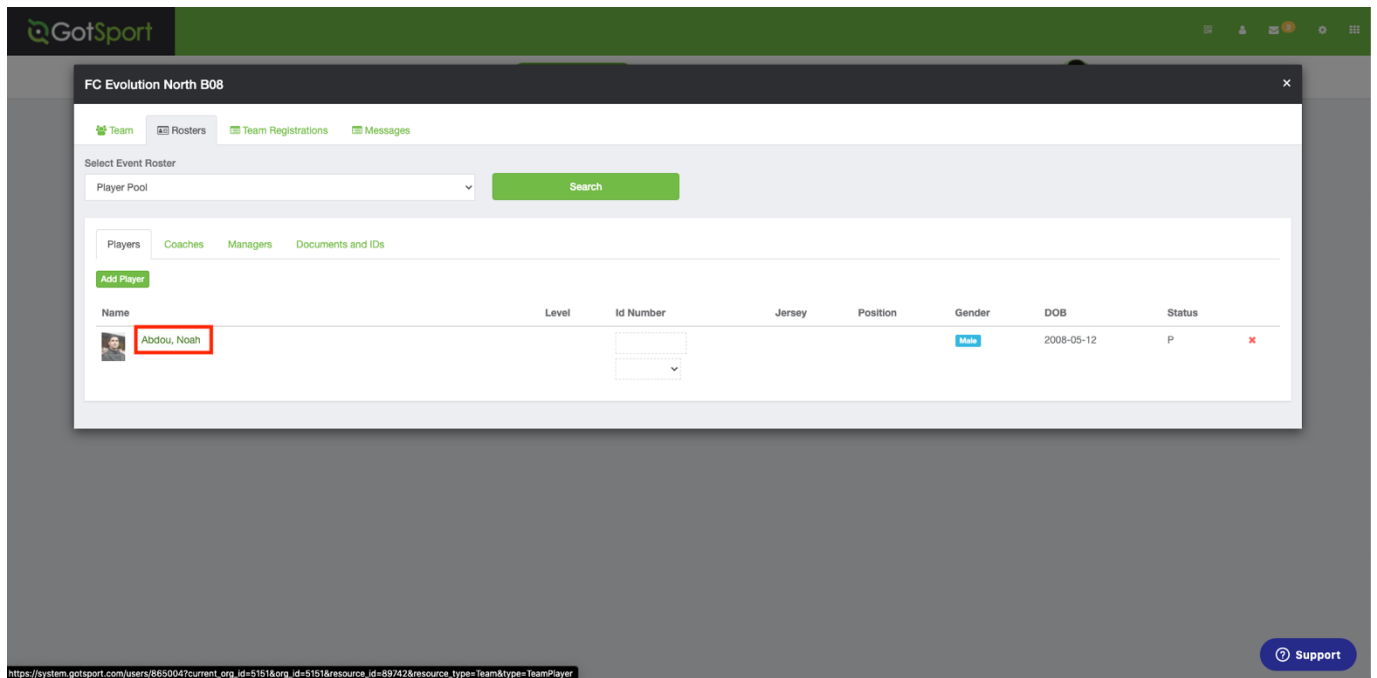 GotSport
FC Evolution North B08 ×
Team Rosters Team Registrations Messages
Select Event Roster
Player Pool Search
Players Coaches Managers Documents and IDs
Add Player
Name Level Id Number Jersey Position Gender DOB Status
Abdou, Noah Male 2008-05-12 P
Support
https://system.gotsport.com/users/865004?current_org_id=5151&org_id=5151&resource_id=89742&resource_type=Team&type=TeamPlayer